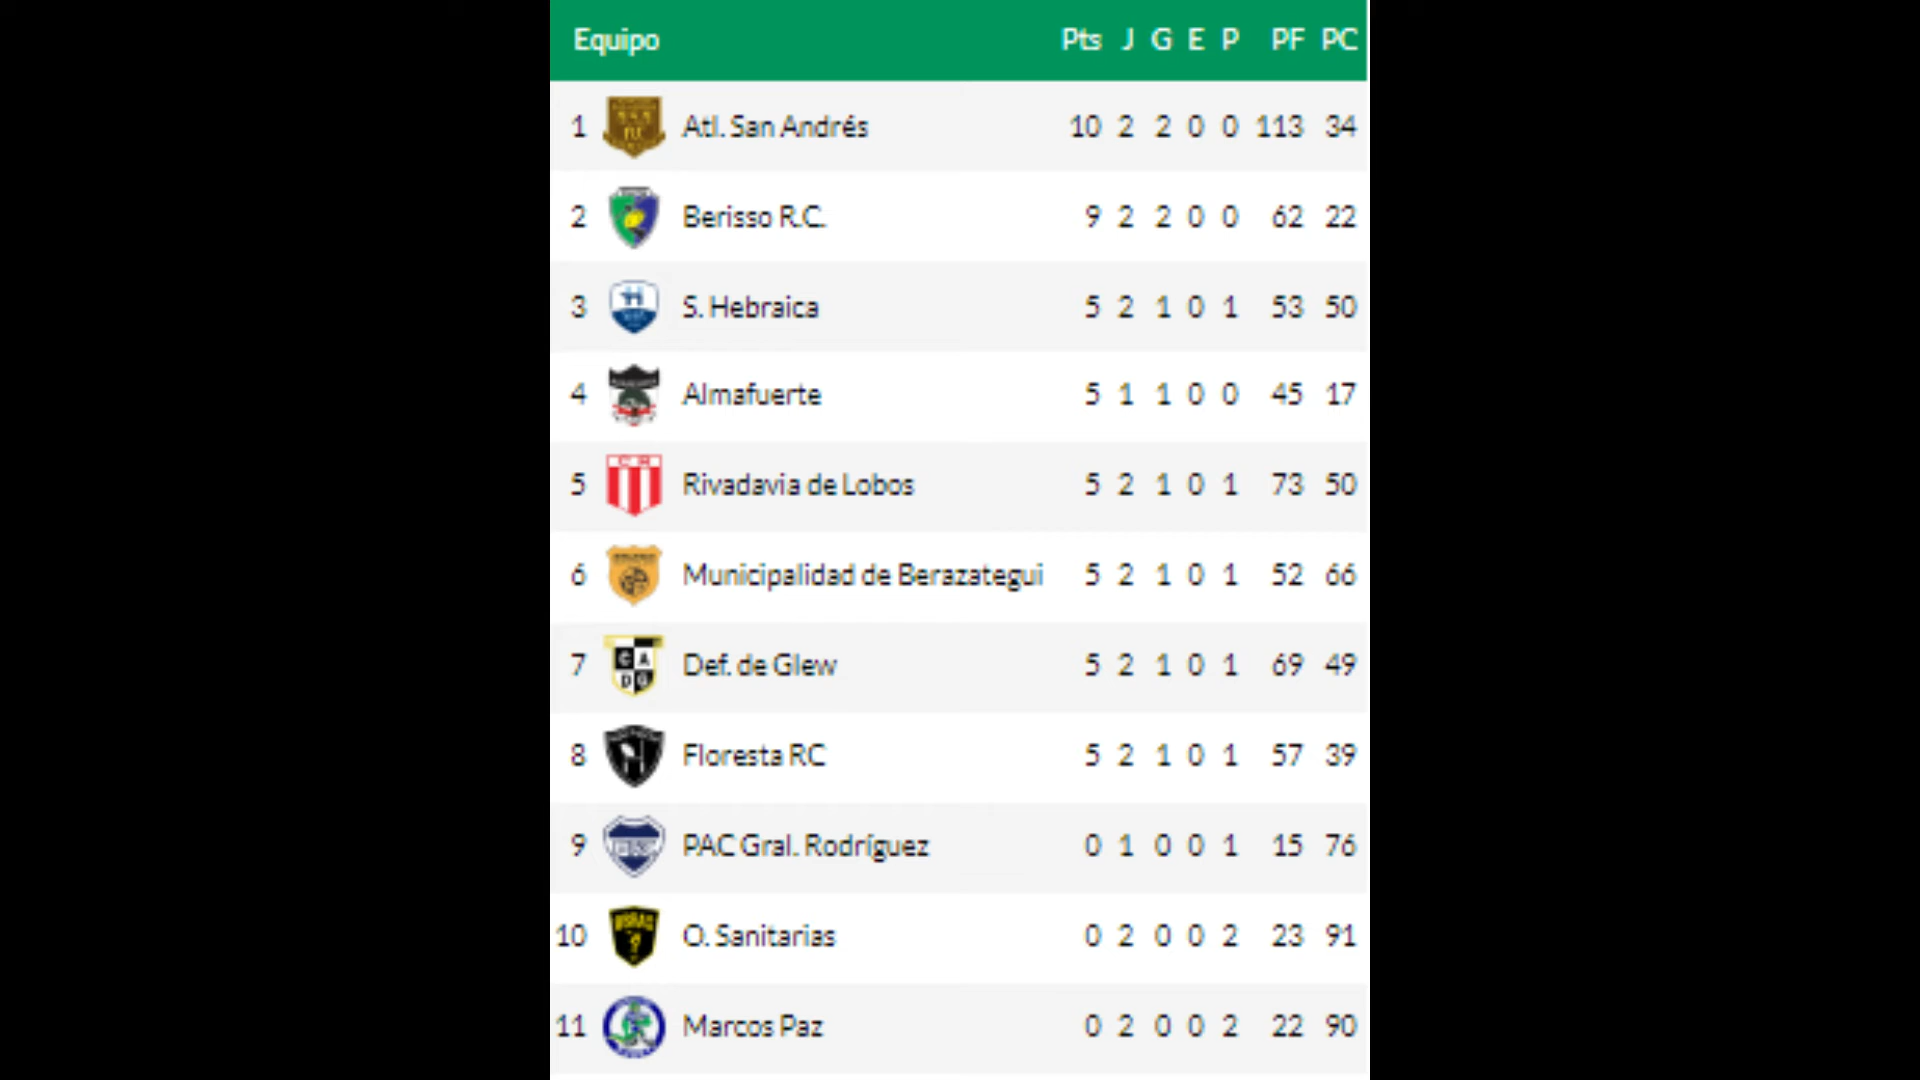 Equipo Pts J G E P PF PC
1 Atl. San Andrés 10 2 2 0 0 113 34
2 Berisso R.C. 9 2 2 0 0 62 22
3 S. Hebraica 5 2 1 0 1 53 50
4 Almafuerte 5 1 1 0 0 45 17
5 Rivadavia de Lobos 5 2 1 0 1 73 50
6 Municipalidad de Berazategui 5 2 1 0 1 52 66
7 Def. de Glew 5 2 1 0 1 69 49
8 Floresta RC 5 2 1 0 1 57 39
9 PAC Gral. Rodríguez 0 1 0 0 1 15 76
10 O. Sanitarias 0 2 0 0 2 23 91
11 Marcos Paz 0 2 0 0 2 22 90